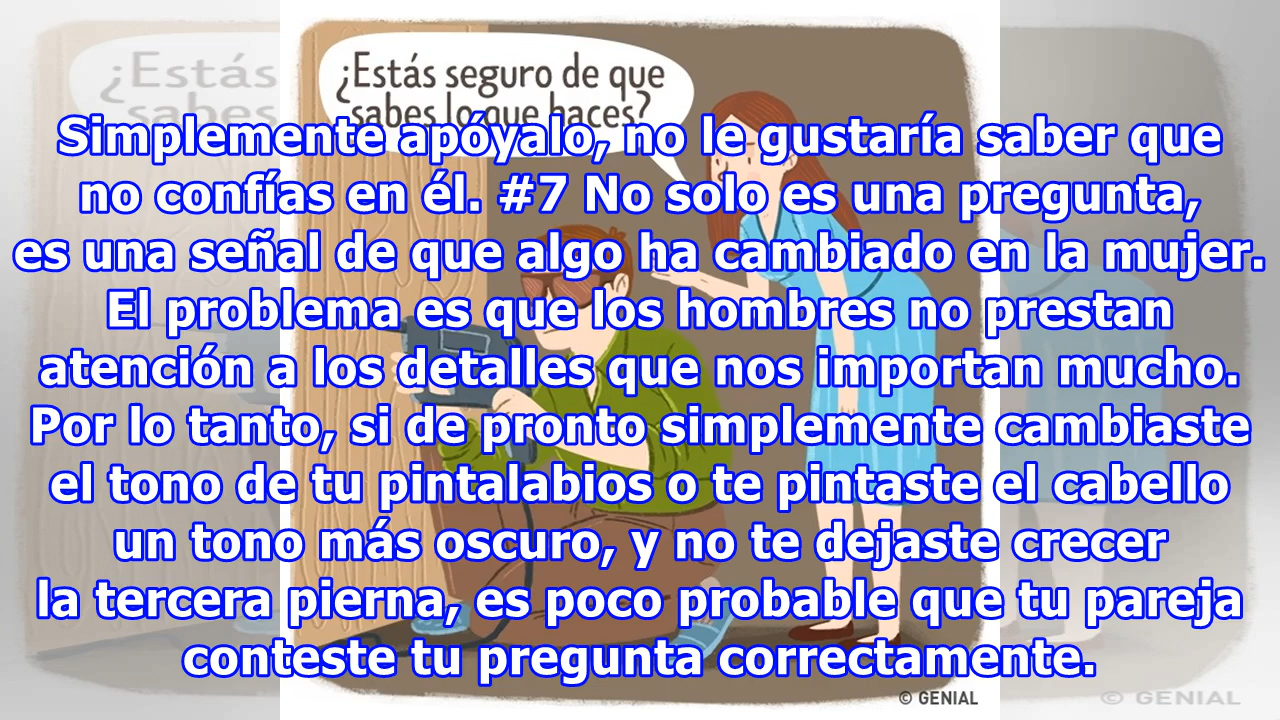 ¿Estás
sabes
¿Estás seguro de que
sabes lo que haces?
Simplemente apóyalo, no le gustaría saber que
no confías en él. #7 No solo es una pregunta,
es una señal de que algo ha cambiado en la mujer.
El problema es que los hombres no prestan
atención a los detalles que nos importan mucho.
Por lo tanto, si de pronto simplemente cambiaste
el tono de tu pintalabios o te pintaste el cabello
un tono más oscuro, y no te dejaste crecer
la tercera pierna, es poco probable que tu pareja
conteste tu pregunta correctamente.
© GENIAL
© GENIAL